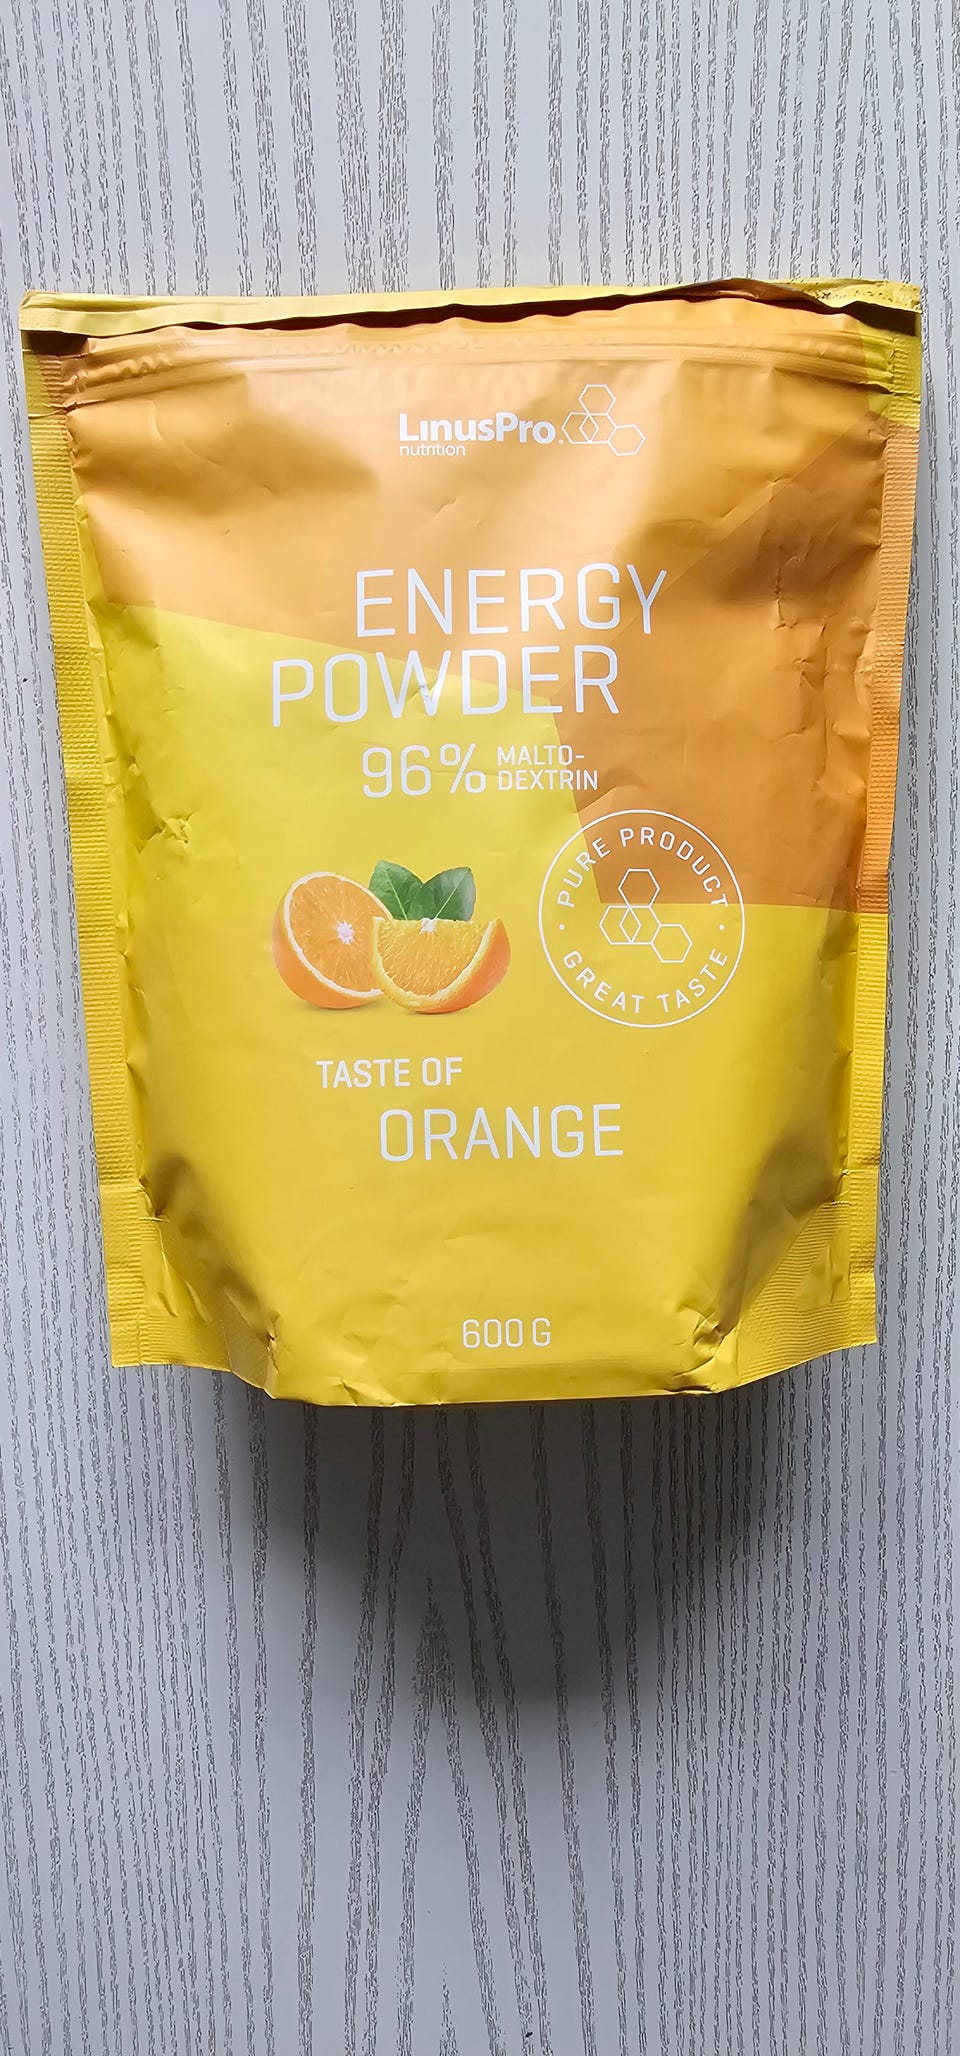 LinusPro®
nutrition
ENERGY
POWDER
96% MALTO-
DEXTRIN
· PURE PRODUCT ·
GREAT TASTE
TASTE OF
ORANGE
600 G